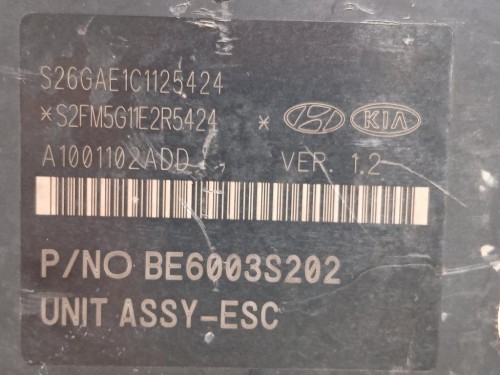 S26GAE1C1125424
*S2FM5G11E2R5424 * KIA
A1001102ADD VER 1.2
P/NO BE6003S202
UNIT ASSY-ESC